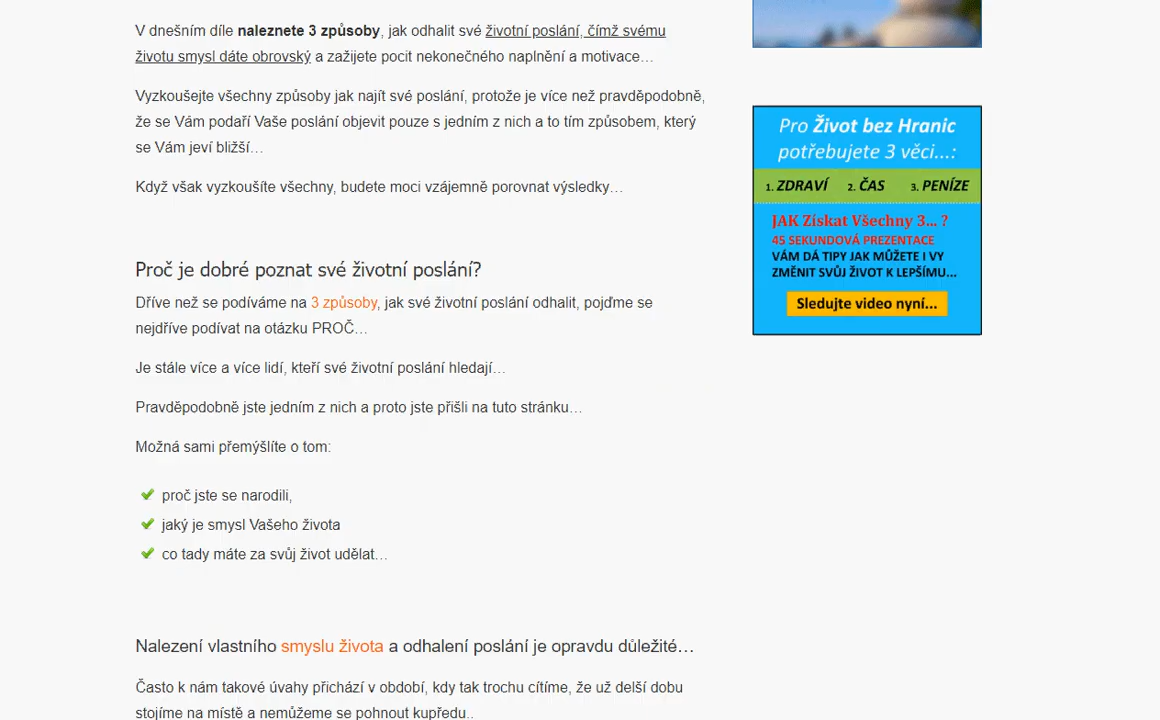 V dnešním díle naleznete 3 způsoby, jak odhalit své životní poslání, čímž svému
životu smysl dáte obrovský a zažijete pocit nekonečného naplnění a motivace…
Vyzkoušejte všechny způsoby jak najít své poslání, protože je více než pravděpodobně,
že se Vám podaří Vaše poslání objevit pouze s jedním z nich a to tím způsobem, který
se Vám jeví bližší…
Když však vyzkoušíte všechny, budete moci vzájemně porovnat výsledky…
Proč je dobré poznat své životní poslání?
Dříve než se podíváme na 3 způsoby, jak své životní poslání odhalit, pojďme se
nejdříve podívat na otázku PROČ…
Je stále více a více lidí, kteří své životní poslání hledají…
Pravděpodobně jste jedním z nich a proto jste přišli na tuto stránku…
Možná sami přemýšlíte o tom:
proč jste se narodili,
jaký je smysl Vašeho života
co tady máte za svůj život udělat…
Nalezení vlastního smyslu života a odhalení poslání je opravdu důležité…
Často k nám takové úvahy přichází v období, kdy tak trochu cítíme, že už delší dobu
stojíme na místě a nemůžeme se pohnout kupředu..
Pro Život bez Hranic
potřebujete 3 věci...:
1. ZDRAVÍ 2. ČAS 3. PENÍZE
JAK Získat Všechny 3... ?
45 SEKUNDOVÁ PREZENTACE
VÁM DÁ TIPY JAK MŮŽETE I VY
ZMĚNIT SVŮJ ŽIVOT K LEPŠÍMU...
Sledujte video nyní...